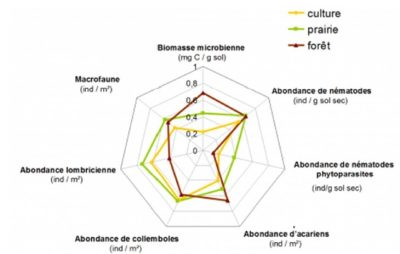 culture
prairie
forêt
Biomasse microbienne
(mg C / g sol)
1
0,8
0,6
0,4
0,2
0
Macrofaune
(ind / m²)
Abondance de nématodes
(ind / g sol sec)
Abondance lombricienne
(ind / m²)
Abondance de nématodes
phytoparasites
(ind/g sol sec)
Abondance de collemboles
(ind / m²)
Abondance d'acariens
(ind / m²)